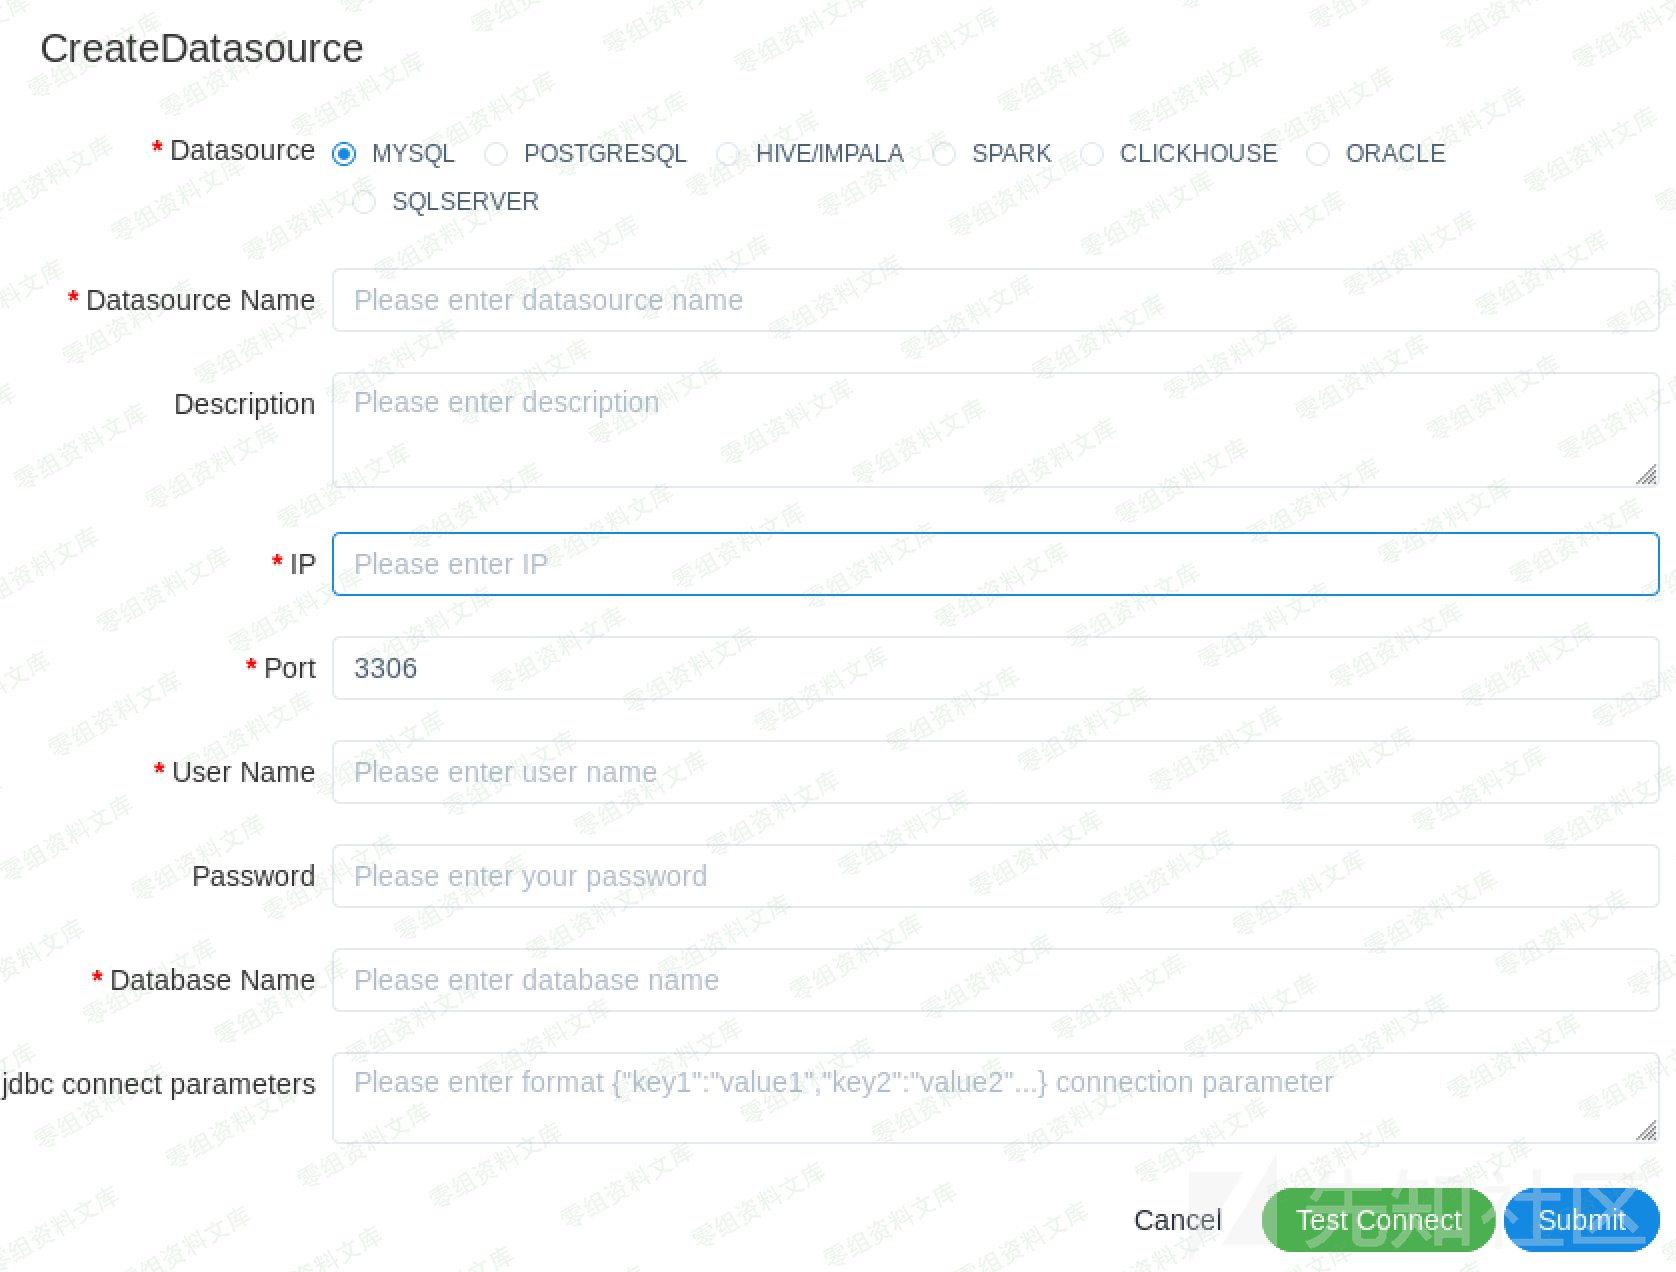 CreateDatasource
* Datasource MYSQL POSTGRESQL HIVE/IMPALA SPARK CLICKHOUSE ORACLE
SQLSERVER
* Datasource Name Please enter datasource name
Description Please enter description
* IP Please enter IP
* Port 3306
* User Name Please enter user name
Password Please enter your password
* Database Name Please enter database name
jdbc connect parameters Please enter format {"key1":"value1","key2":"value2"...} connection parameter
Cancel Test Connect Submit
先知社区
零组资料文库